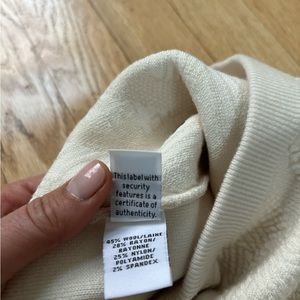 This label with
security
features is a
certificate of
authenticity.
45% WOOL/LAINE
28% RAYON/
RAYONNE
25% NYLON/
POLYAMIDE
2% SPANDEX